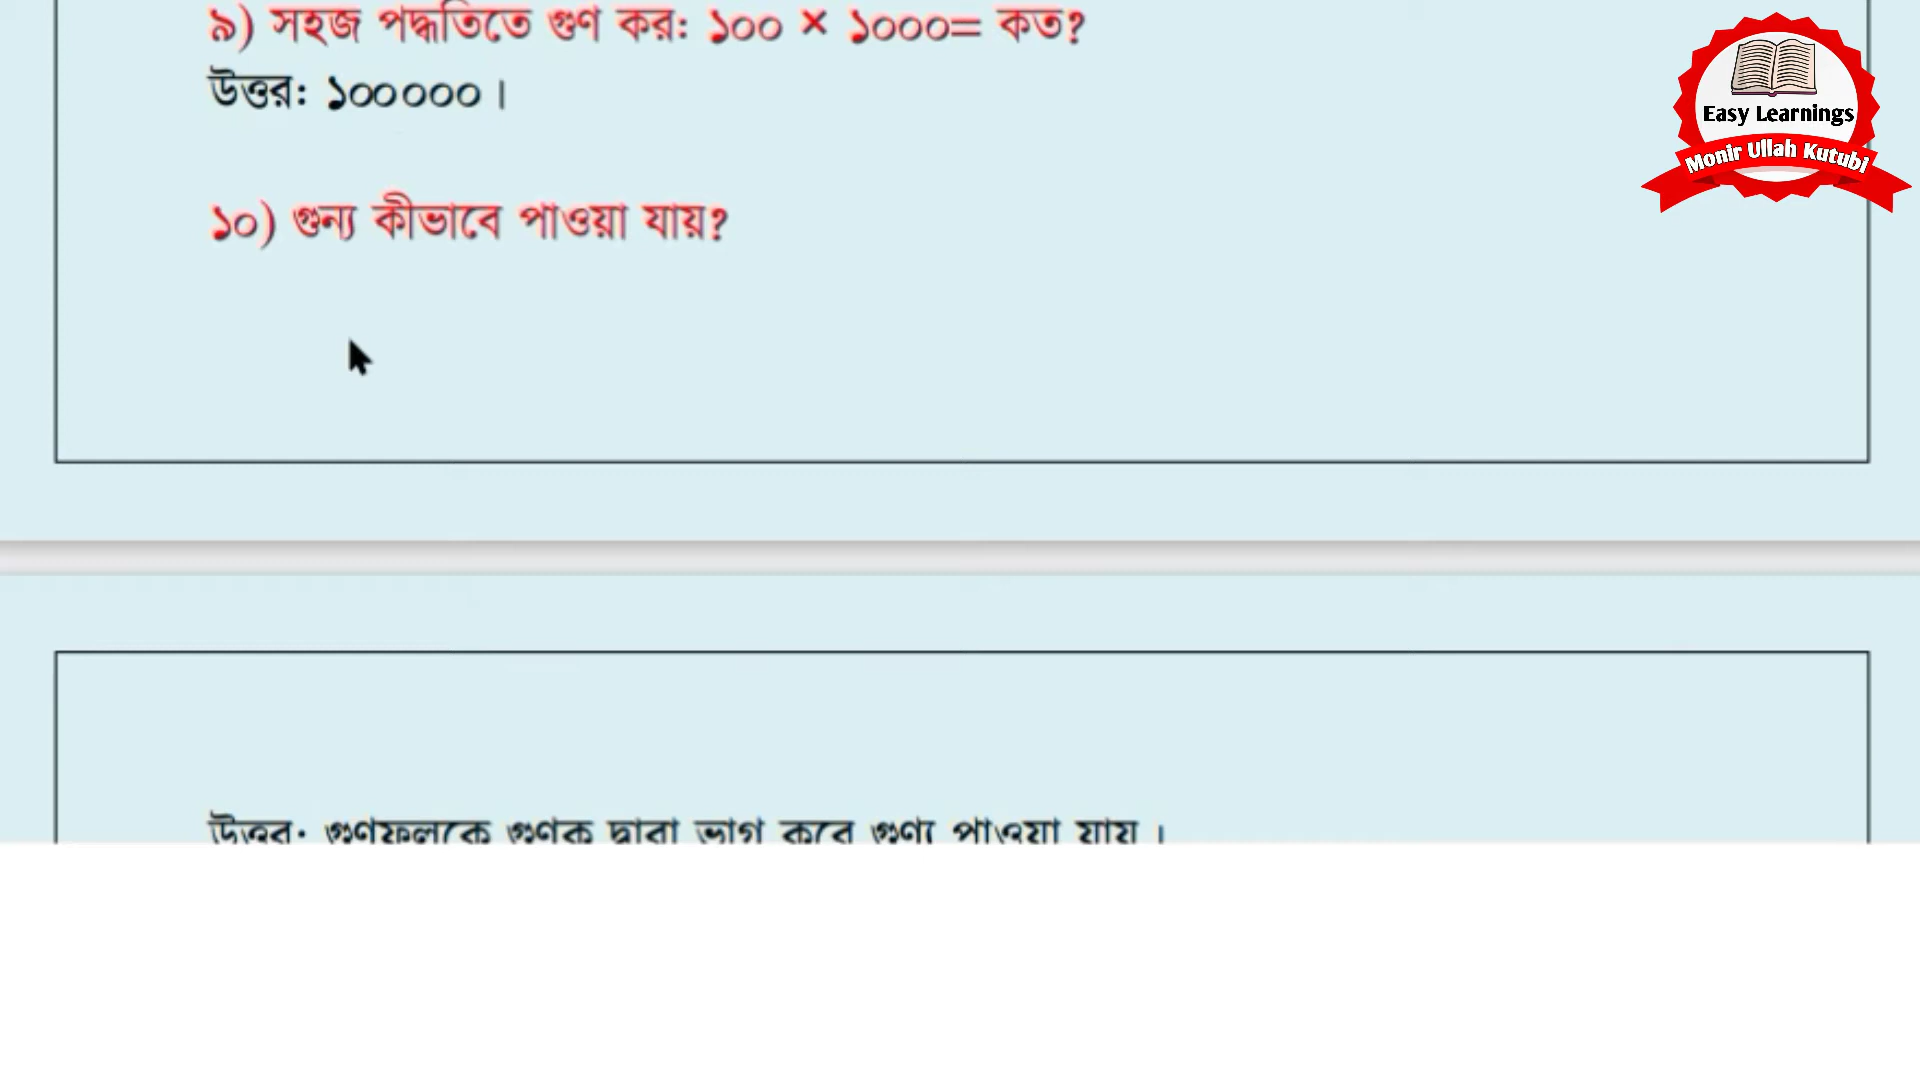 ৯) সহজ পদ্ধতিতে গুণ কর: ১০০ × ১০০০= কত?
উত্তর: ১০০০০০।
Easy Learnings
Monir Ullah Kutubi
১০) গুন্য কীভাবে পাওয়া যায়?
উত্তর: গুণফলকে গুণক দ্বারা ভাগ করে গুণ্য পাওয়া যায়।